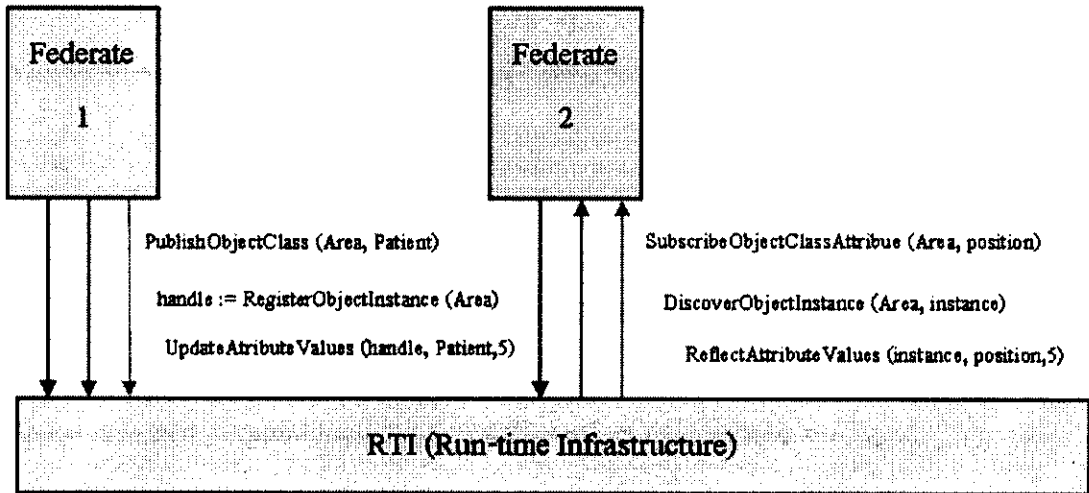 Federate
1
Federate
2
PublishObjectClass (Area, Patient)
handle := RegisterObjectInstance (Area)
UpdateAtributeValues (handle, Patient,5)
SubscribeObjectClassAttribue (Area, position)
DiscoverObjectInstance (Area, instance)
ReflectAttributeValues (instance, position,5)
RTI (Run-time Infrastructure)